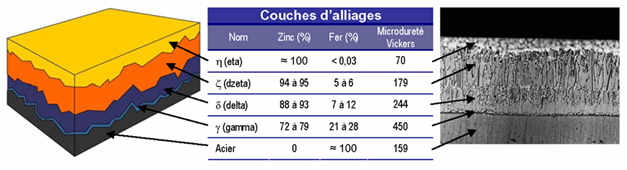 Couches d'alliages
Nom Zinc (%) Fer (%) Microdureté Vickers
η (eta) ≈ 100 < 0,03 70
ζ (dzeta) 94 à 95 5 à 6 179
δ (delta) 88 à 93 7 à 12 244
γ (gamma) 72 à 79 21 à 28 450
Acier 0 ≈ 100 159